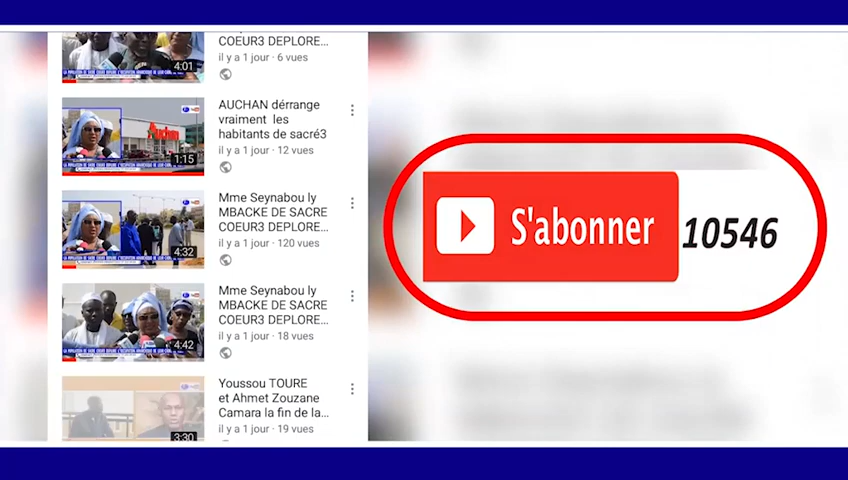 COEUR3 DEPLORE...
il y a 1 jour · 6 vues
4:01
AUCHAN dérrange
vraiment les
habitants de sacré3
il y a 1 jour · 12 vues
Auchan
1:15
Mme Seynabou ly
MBACKE DE SACRE
COEUR3 DEPLORE...
il y a 1 jour · 120 vues
4:32
Mme Seynabou ly
MBACKE DE SACRE
COEUR3 DEPLORE...
il y a 1 jour · 18 vues
4:42
Youssou TOURE
et Ahmet Zouzane
Camara la fin de la...
il y a 1 jour · 19 vues
3:30
S'abonner 10546